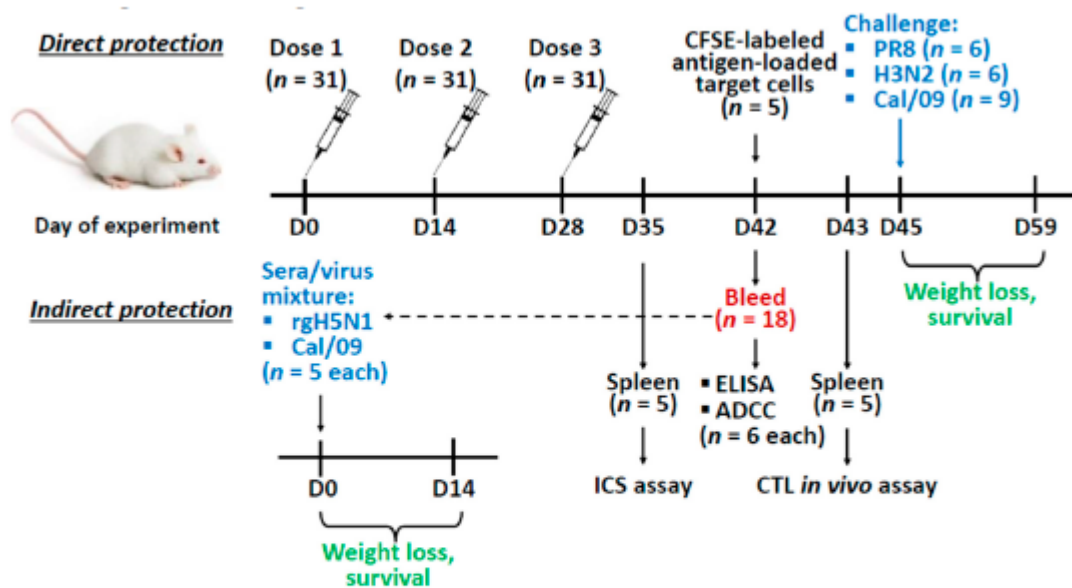 Direct protection
Dose 1
(n = 31)
Dose 2
(n = 31)
Dose 3
(n = 31)
CFSE-labeled
antigen-loaded
target cells
(n = 5)
Challenge:
▪ PR8 (n = 6)
▪ H3N2 (n = 6)
▪ Cal/09 (n = 9)
Day of experiment
D0
D14
D28
D35
D42
D43
D45
D59
Indirect protection
Sera/virus
mixture:
▪ rgH5N1
▪ Cal/09
(n = 5 each)
Bleed
(n = 18)
Weight loss,
survival
Spleen
(n = 5)
▪ ELISA
▪ ADCC
(n = 6 each)
Spleen
(n = 5)
ICS assay
CTL in vivo assay
D0
D14
Weight loss,
survival